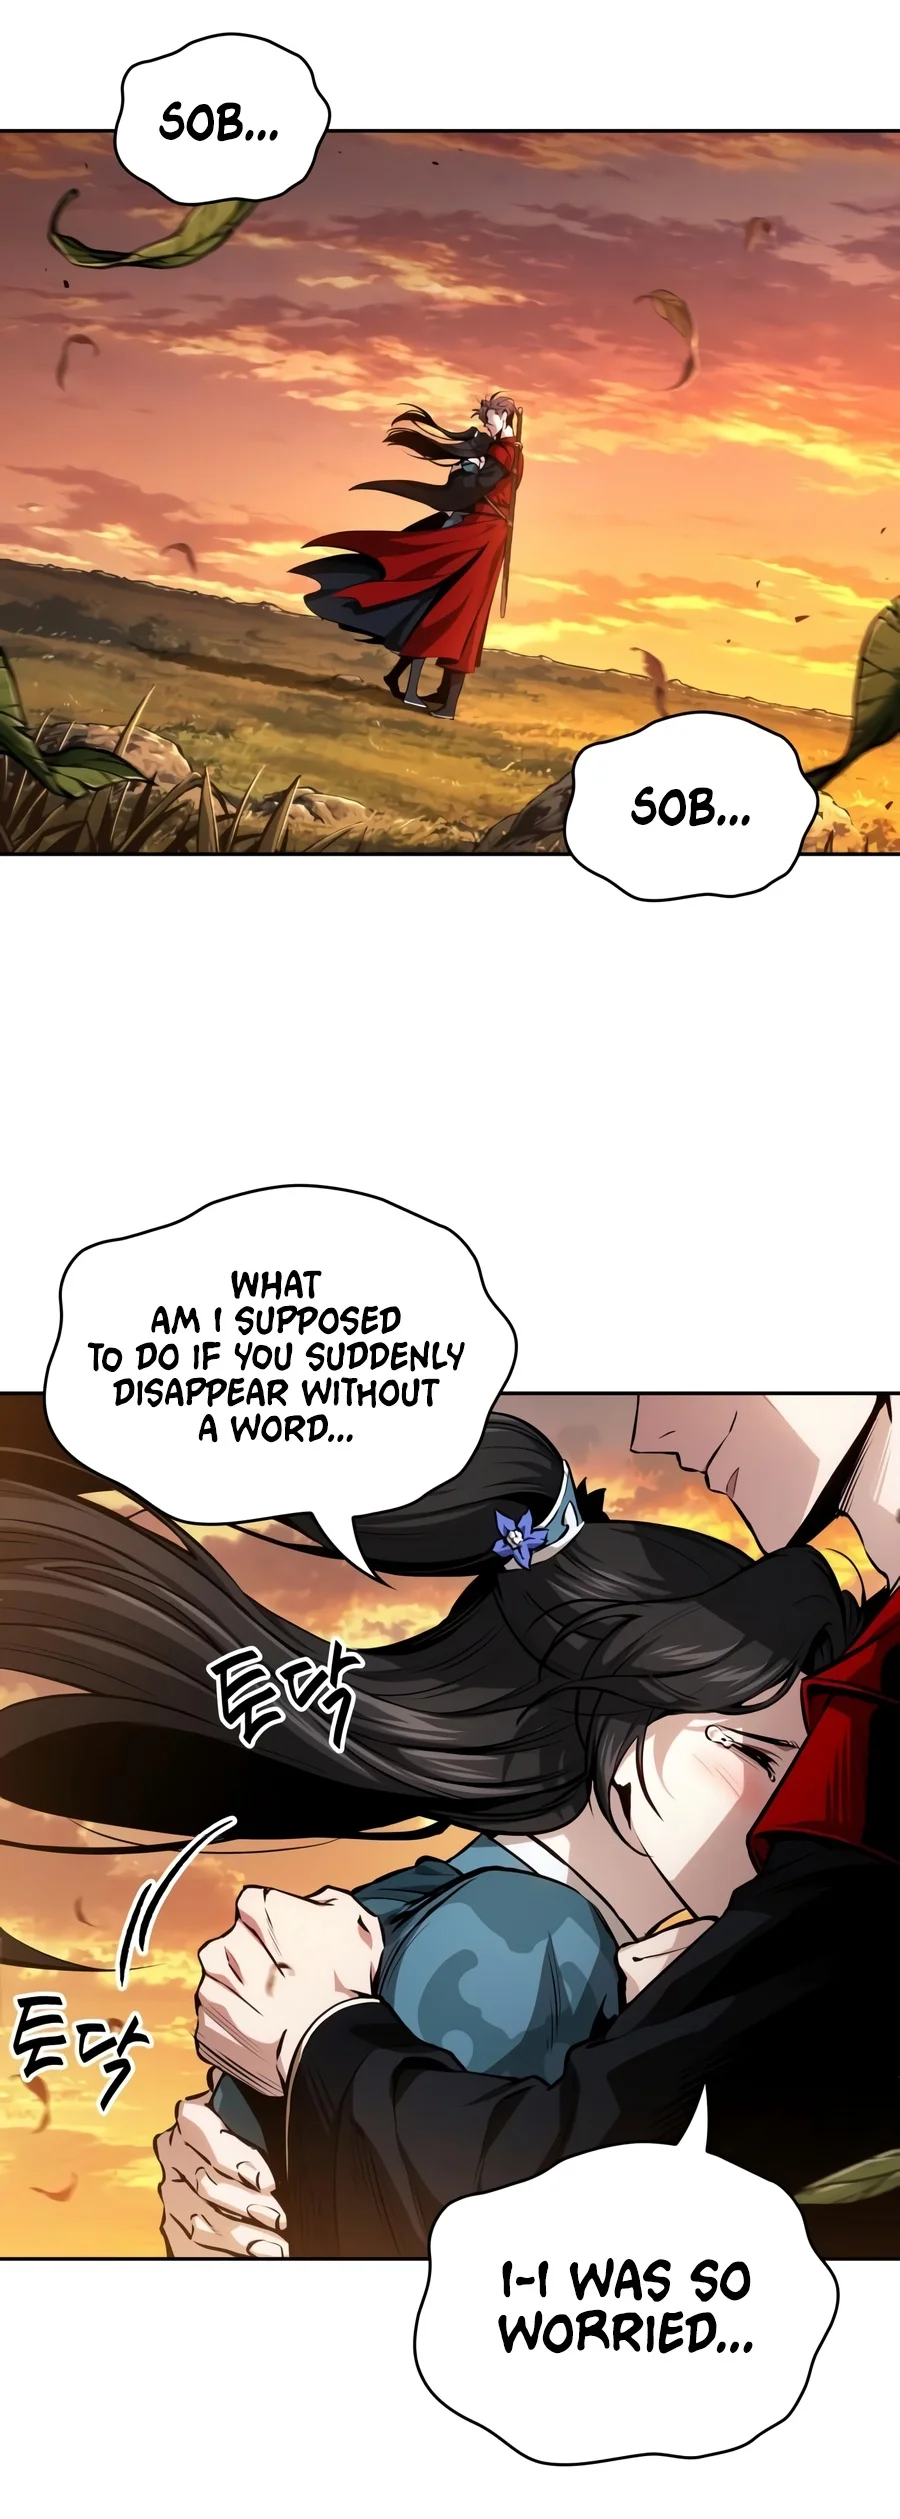 SOB...
SOB...
WHAT
AM I SUPPOSED
TO DO IF YOU SUDDENLY
DISAPPEAR WITHOUT
A WORD...
토닥
토닥
I-I WAS SO
WORRIED...